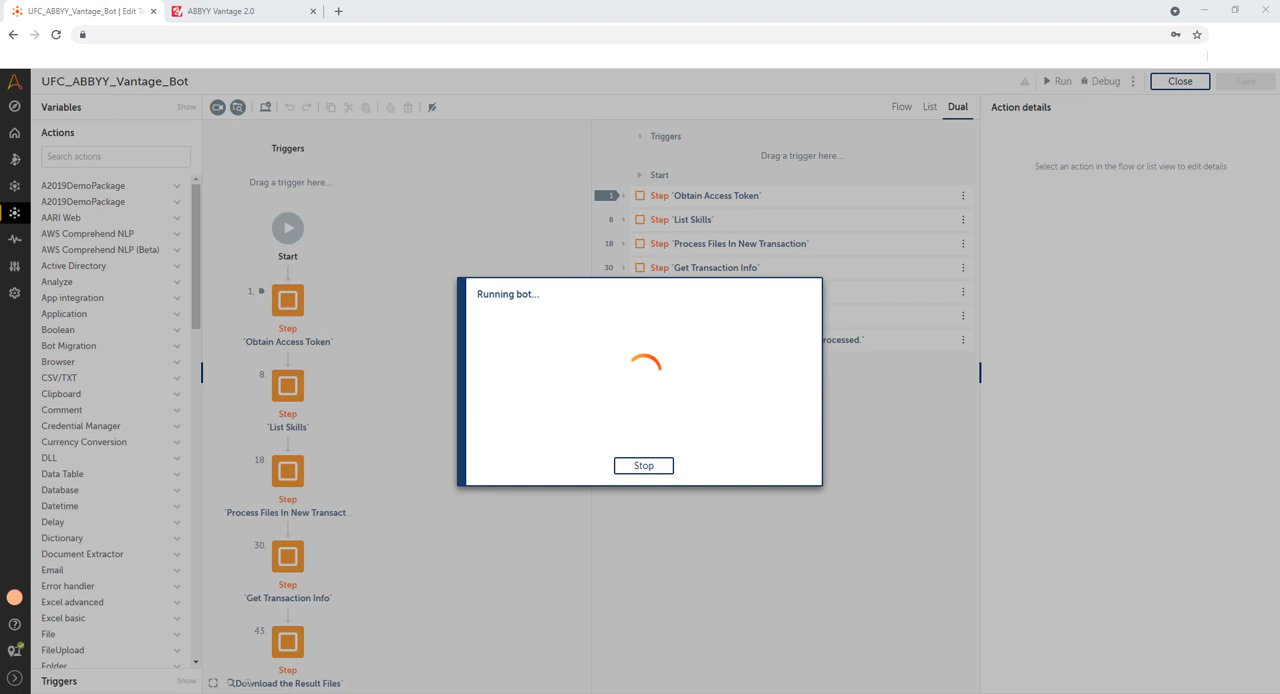 UFC_ABBYY_Vantage_Bot | Edit T
ABBYY Vantage 2.0
UFC_ABBYY_Vantage_Bot
Run
Debug
Close
Save
Variables
Show
Flow
List
Dual
Action details
Actions
Search actions
Select an action in the flow or list view to edit details
A2019DemoPackage
A2019DemoPackage
AARI Web
AWS Comprehend NLP
AWS Comprehend NLP (Beta)
Active Directory
Analyze
App integration
Application
Boolean
Bot Migration
Browser
CSV/TXT
Clipboard
Comment
Credential Manager
Currency Conversion
DLL
Data Table
Database
Datetime
Delay
Dictionary
Document Extractor
Email
Error handler
Excel advanced
Excel basic
File
FileUpload
Folder
Triggers
Show
Triggers
Drag a trigger here...
Start
1.
Step
"Obtain Access Token"
8.
Step
"List Skills"
18.
Step
"Process Files In New Transact...
30.
Step
"Get Transaction Info"
43.
Step
"Download the Result Files"
Triggers
Drag a trigger here...
Start
1 Step "Obtain Access Token"
8 Step "List Skills"
18 Step "Process Files In New Transaction"
30 Step "Get Transaction Info"
rocessed."
Running bot...
Stop